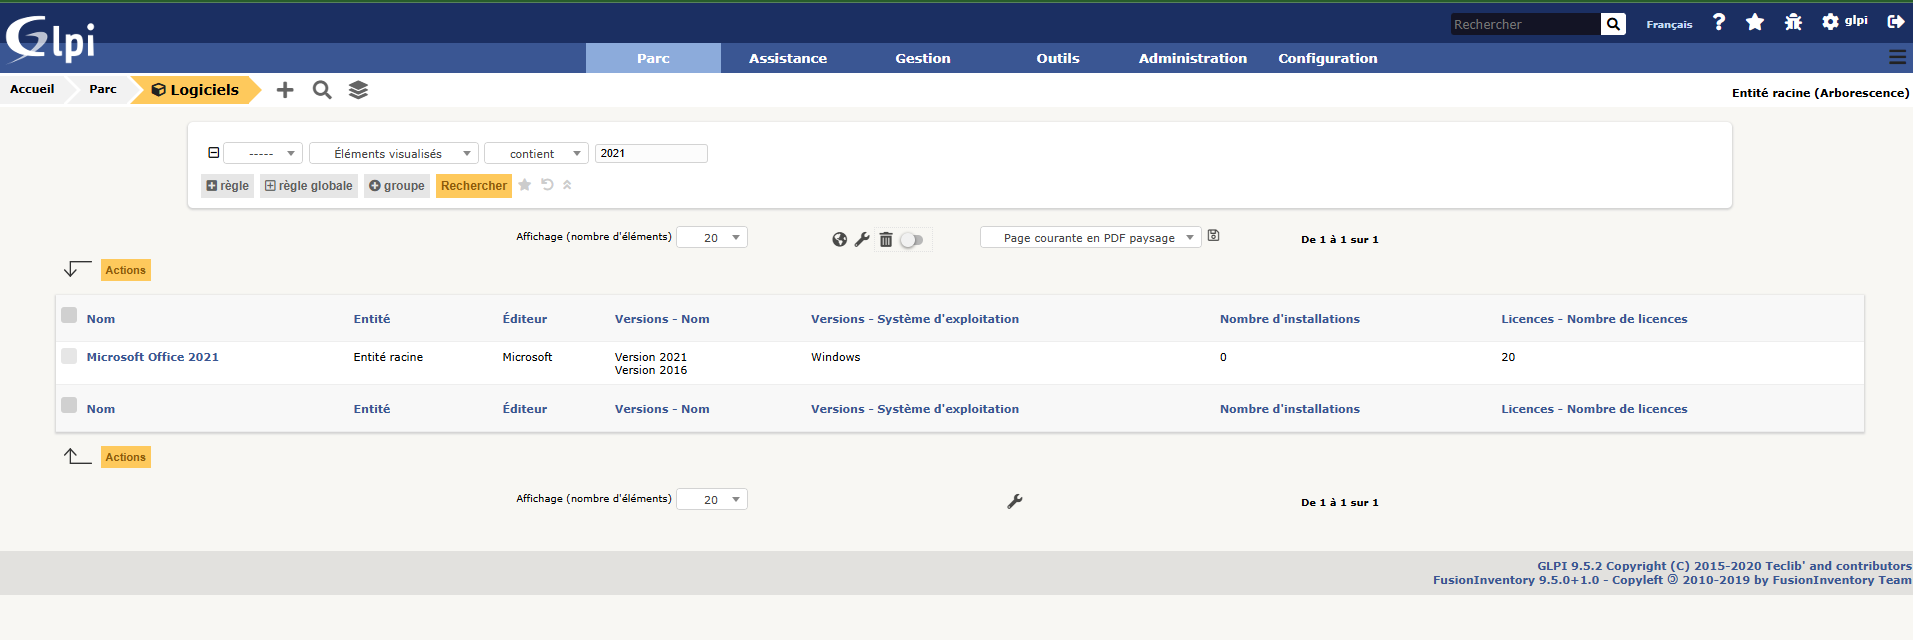 Glpi
Rechercher
Français
glpi
Parc Assistance Gestion Outils Administration Configuration
Accueil Parc Logiciels
Entité racine (Arborescence)
----- Éléments visualisés contient 2021
règle règle globale groupe Rechercher
Affichage (nombre d'éléments) 20 Page courante en PDF paysage De 1 à 1 sur 1
Actions
Nom Entité Éditeur Versions - Nom Versions - Système d'exploitation Nombre d'installations Licences - Nombre de licences
Microsoft Office 2021 Entité racine Microsoft Version 2021 Windows 0 20
Version 2016
Nom Entité Éditeur Versions - Nom Versions - Système d'exploitation Nombre d'installations Licences - Nombre de licences
Actions
Affichage (nombre d'éléments) 20 De 1 à 1 sur 1
GLPI 9.5.2 Copyright (C) 2015-2020 Teclib' and contributors
FusionInventory 9.5.0+1.0 - Copyleft 🄯 2010-2019 by FusionInventory Team